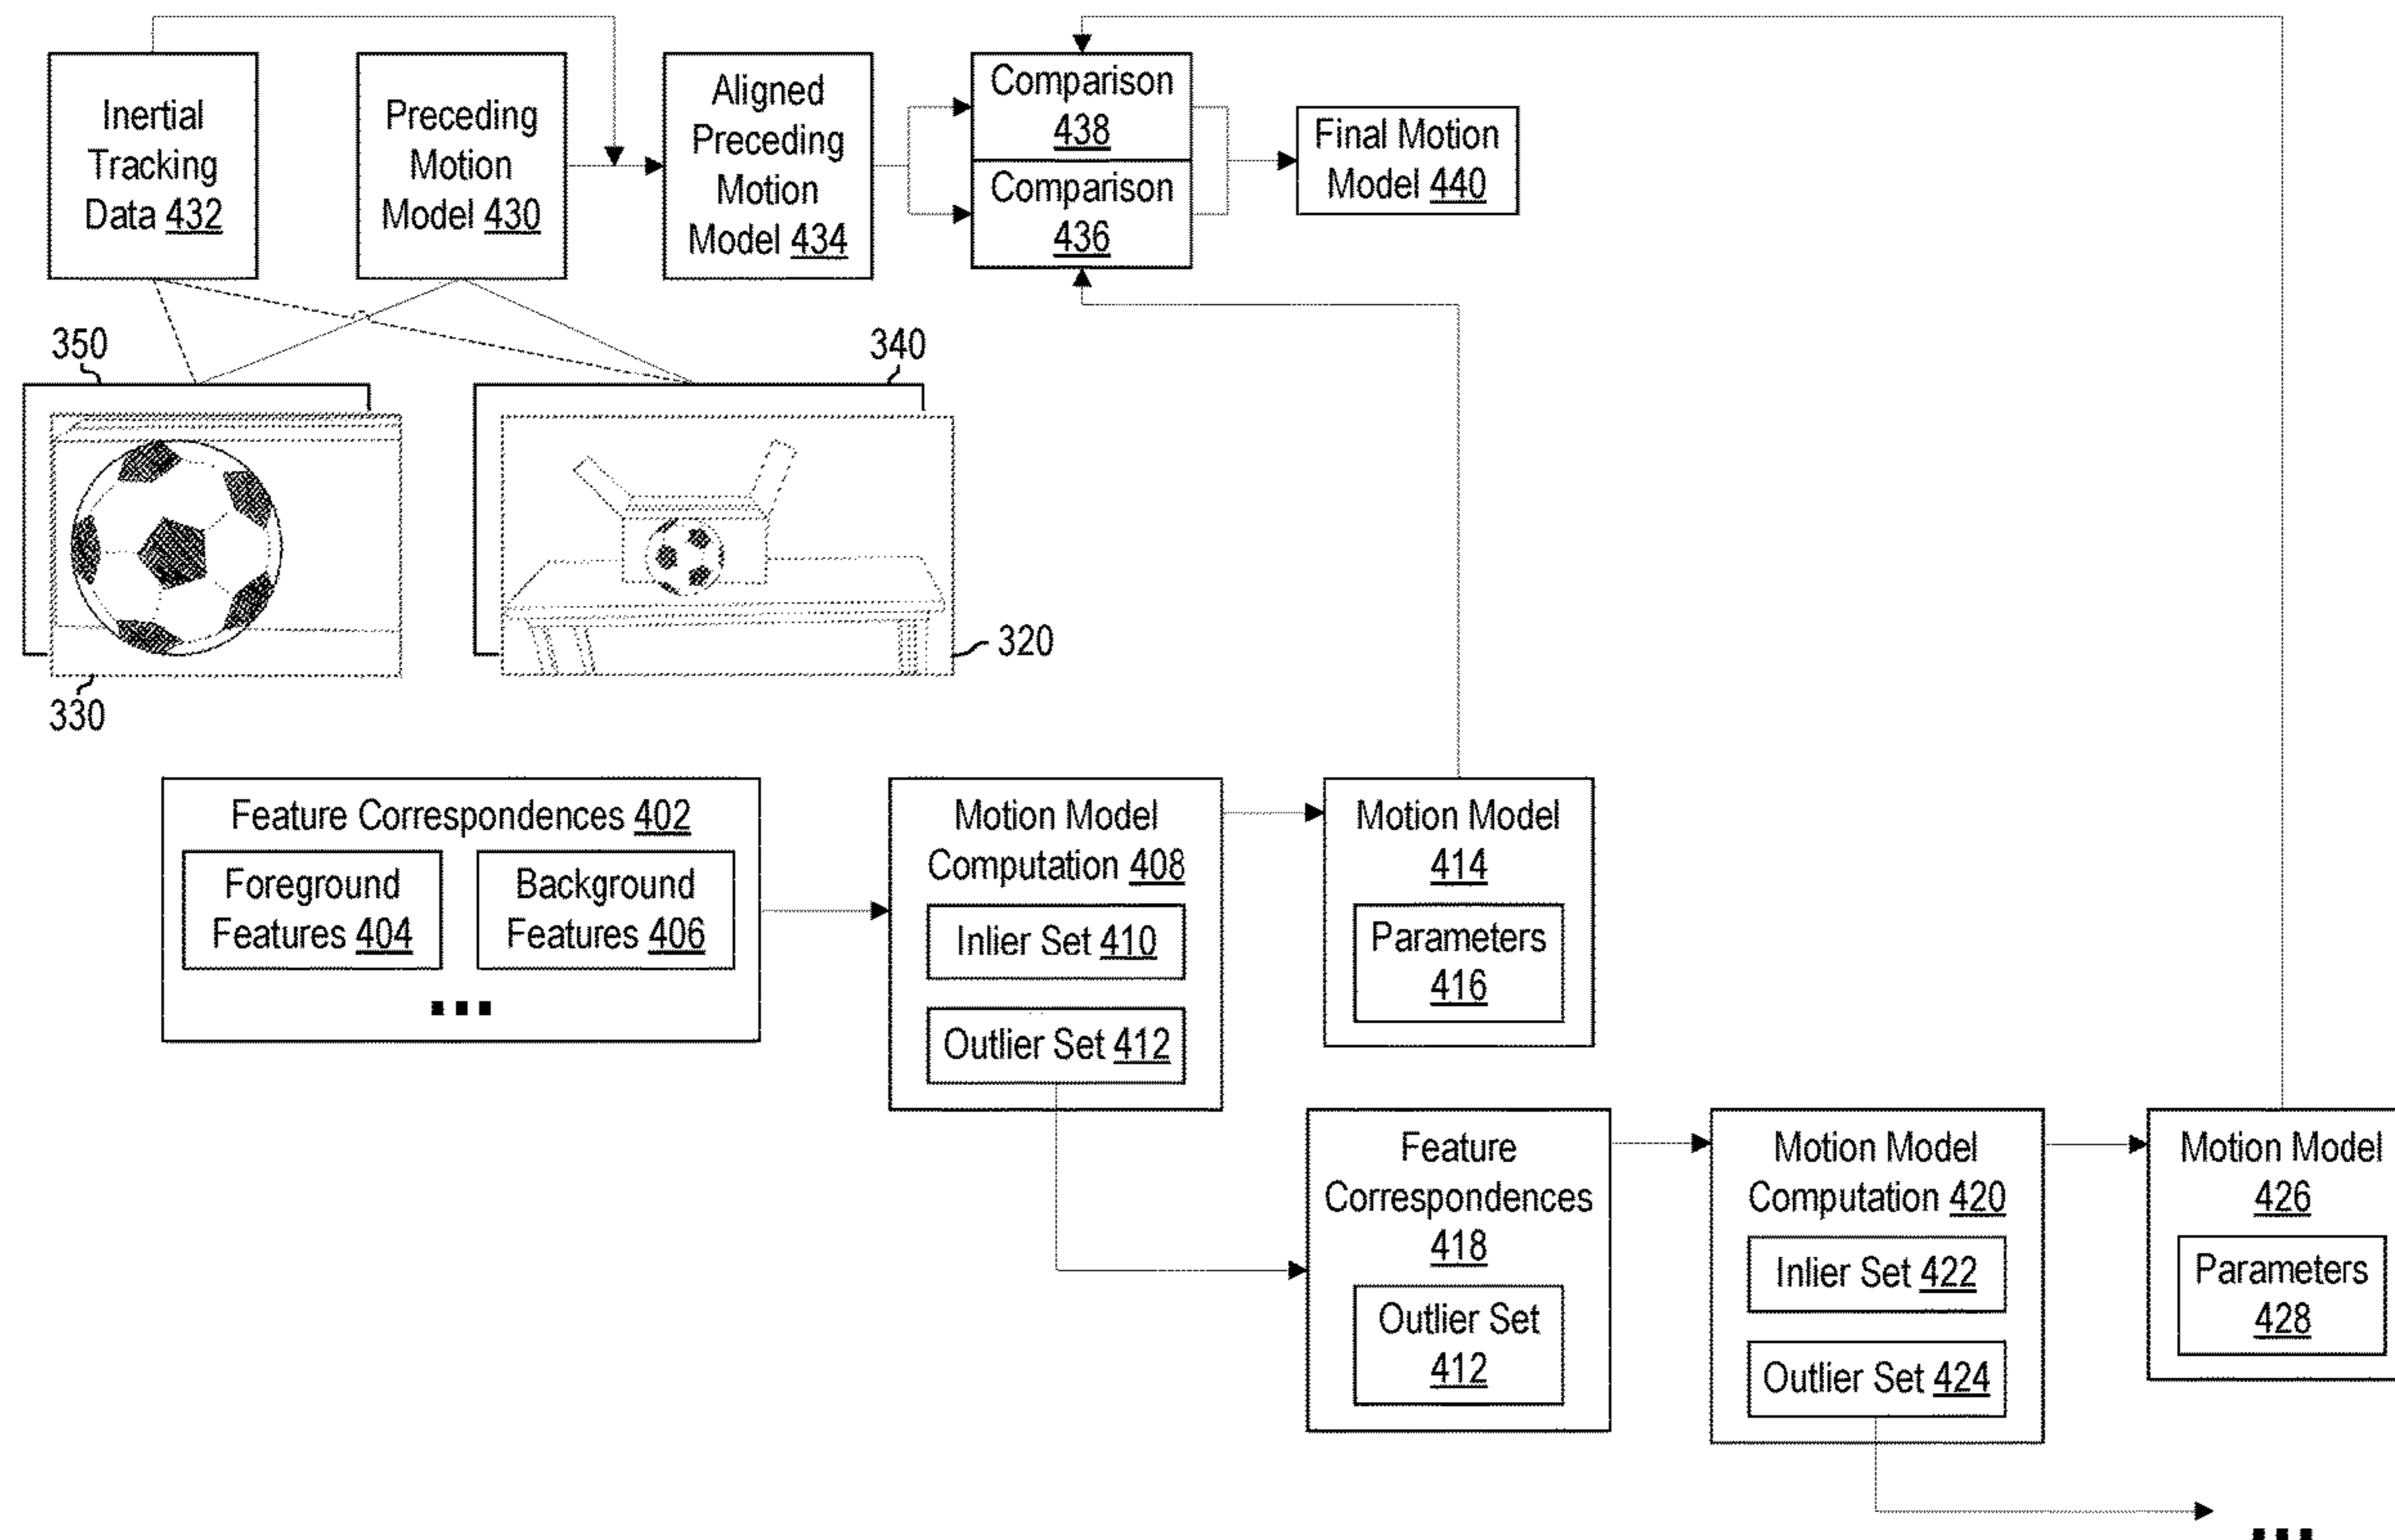 Inertial
Tracking
Data 432
Preceding
Motion
Model 430
Aligned
Preceding
Motion
Model 434
Comparison
438
Comparison
436
Final Motion
Model 440
350
340
320
330
Feature Correspondences 402
Foreground
Features 404
Background
Features 406
...
Motion Model
Computation 408
Inlier Set 410
Outlier Set 412
Motion Model
414
Parameters
416
Feature
Correspondences
418
Outlier Set
412
Motion Model
Computation 420
Inlier Set 422
Outlier Set 424
Motion Model
426
Parameters
428
...